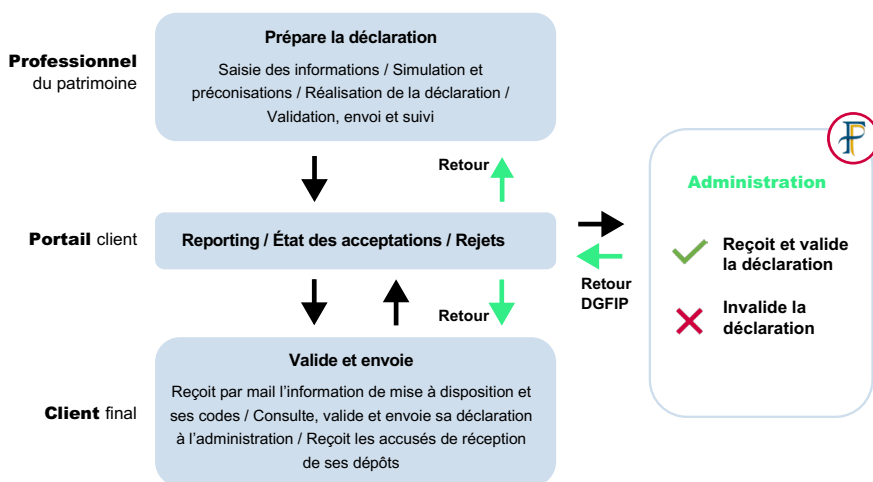 Professionnel
du patrimoine
Prépare la déclaration
Saisie des informations / Simulation et
préconisations / Réalisation de la déclaration /
Validation, envoi et suivi
Retour
Portail client
Reporting / État des acceptations / Rejets
Retour
DGFIP
Retour
Client final
Valide et envoie
Reçoit par mail l'information de mise à disposition et
ses codes / Consulte, valide et envoie sa déclaration
à l'administration / Reçoit les accusés de réception
de ses dépôts
Administration
Reçoit et valide
la déclaration
Invalide la
déclaration